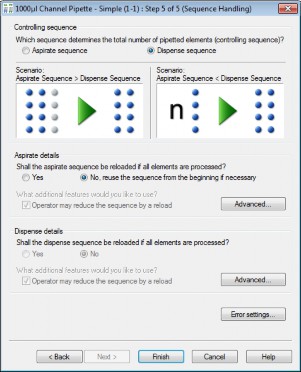 1000µl Channel Pipette - Simple (1-1) : Step 5 of 5 (Sequence Handling)
Controlling sequence
Which sequence determines the total number of pipetted elements (controlling sequence)?
Aspirate sequence
Dispense sequence
Scenario:
Aspirate Sequence > Dispense Sequence
Scenario:
Aspirate Sequence < Dispense Sequence
n
Aspirate details
Shall the aspirate sequence be reloaded if all elements are processed?
Yes
No, reuse the sequence from the beginning if necessary
What additional features would you like to use?
Operator may reduce the sequence by a reload
Advanced...
Dispense details
Shall the dispense sequence be reloaded if all elements are processed?
Yes
No
What additional features would you like to use?
Operator may reduce the sequence by a reload
Advanced...
Error settings...
< Back
Next >
Finish
Cancel
Help